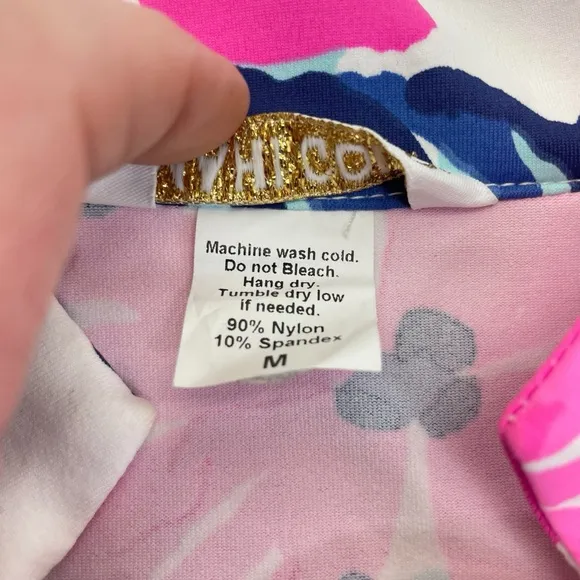 Machine wash cold.
Do not Bleach.
Hang dry.
Tumble dry low
if needed.
90% Nylon
10% Spandex
M